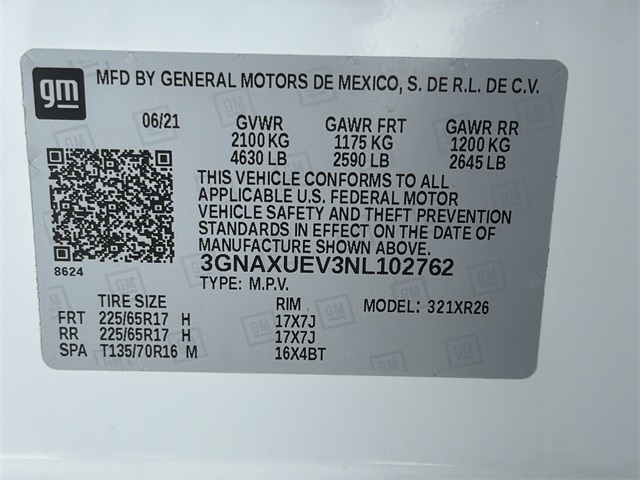 gm MFD BY GENERAL MOTORS DE MEXICO, S. DE R.L. DE C.V.
06/21 GVWR GAWR FRT GAWR RR
2100 KG 1175 KG 1200 KG
4630 LB 2590 LB 2645 LB
THIS VEHICLE CONFORMS TO ALL
APPLICABLE U.S. FEDERAL MOTOR
VEHICLE SAFETY AND THEFT PREVENTION
STANDARDS IN EFFECT ON THE DATE OF
MANUFACTURE SHOWN ABOVE.
8624 3GNAXUEV3NL102762
TYPE: M.P.V.
TIRE SIZE RIM MODEL: 321XR26
FRT 225/65R17 H 17X7J
RR 225/65R17 H 17X7J
SPA T135/70R16 M 16X4BT